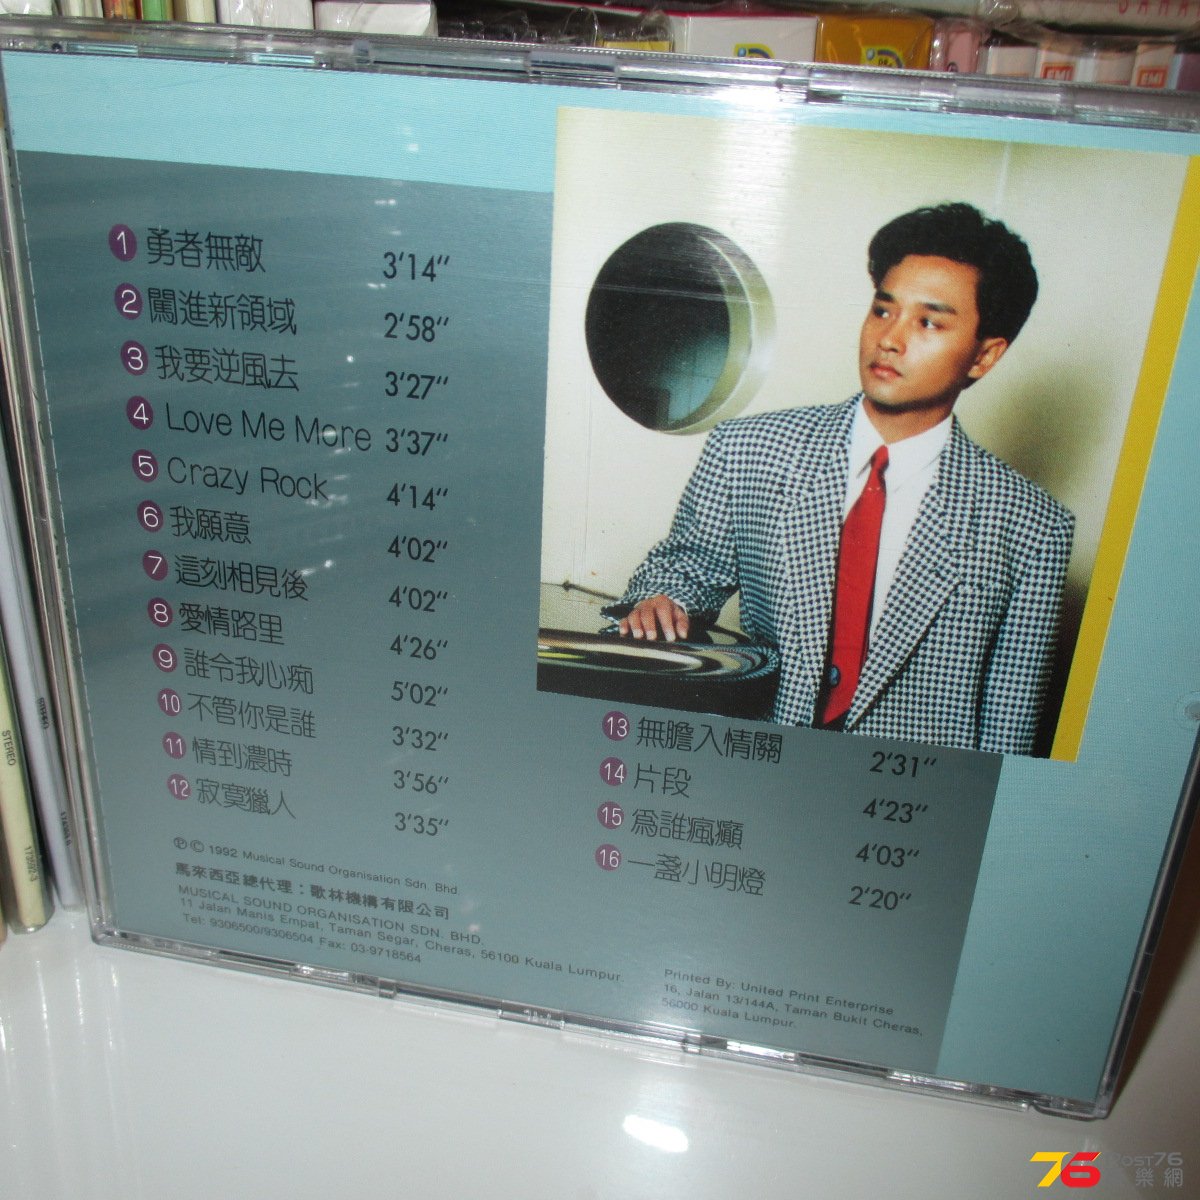 SAMA
EMI
EMI
1 勇者無敵 3'14"
2 闖進新領域 2'58"
3 我要逆風去 3'27"
4 Love Me More 3'37"
5 Crazy Rock 4'14"
6 我願意 4'02"
7 這刻相見後 4'02"
8 愛情路里 4'26"
9 誰令我心痴 5'02"
10 不管你是誰 3'32"
11 情到濃時 3'56"
12 寂寞獵人 3'35"
13 無膽入情關 2'31"
14 片段 4'23"
15 為誰瘋癲 4'03"
16 一盞小明燈 2'20"
℗ © 1992 Musical Sound Organisation Sdn. Bhd.
馬來西亞總代理：歌林機構有限公司
MUSICAL SOUND ORGANISATION SDN. BHD.
11 Jalan Manis Empat, Taman Segar, Cheras, 56100 Kuala Lumpur.
Tel: 9306500/9306504 Fax: 03-9718564
Printed By: United Print Enterprise
16, Jalan 13/144A, Taman Bukit Cheras,
56000 Kuala Lumpur.
STEREO
76 Post76
樂網